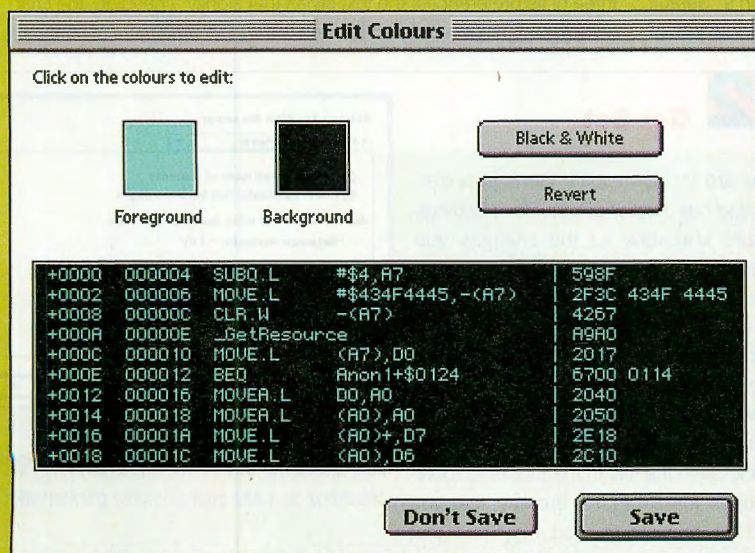 Edit Colours
Click on the colours to edit:
Black & White
Revert
Foreground Background
+0000 000004 SUBQ.L #$4,A7 | 598F
+0002 000006 MOVE.L #$434F4445,-(A7) | 2F3C 434F 4445
+0008 00000C CLR.W -(A7) | 4267
+000A 00000E _GetResource | A9A0
+000C 000010 MOVE.L (A7),D0 | 2017
+000E 000012 BEQ Anon1+$0124 | 6700 0114
+0012 000016 MOVEA.L D0,A0 | 2040
+0014 000018 MOVEA.L (A0),A0 | 2050
+0016 00001A MOVE.L (A0)+,D7 | 2E18
+0018 00001C MOVE.L (A0),D6 | 2C10
Don't Save Save